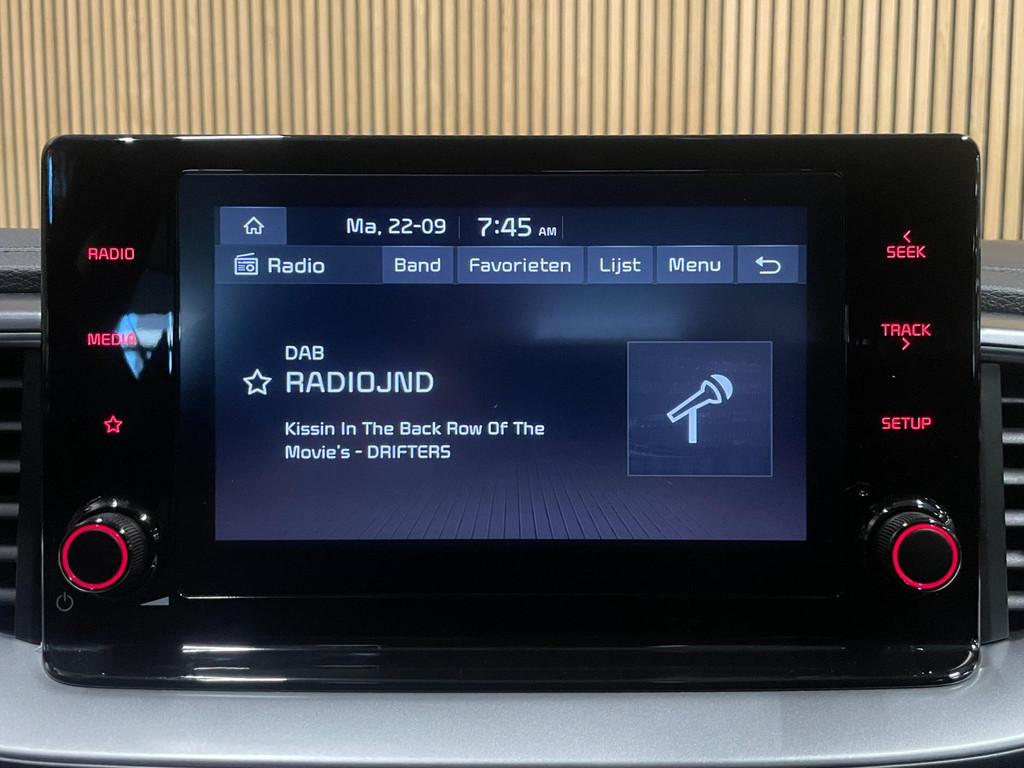 Ma, 22-09 7:45 AM
Radio Band Favorieten Lijst Menu
RADIO
MEDIA
DAB
RADIOJND
Kissin In The Back Row Of The
Movie's - DRIFTERS
SEEK
TRACK
SETUP